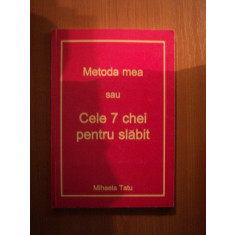 Metoda mea
sau
Cele 7 chei
pentru slăbit
Mihaela Tatu